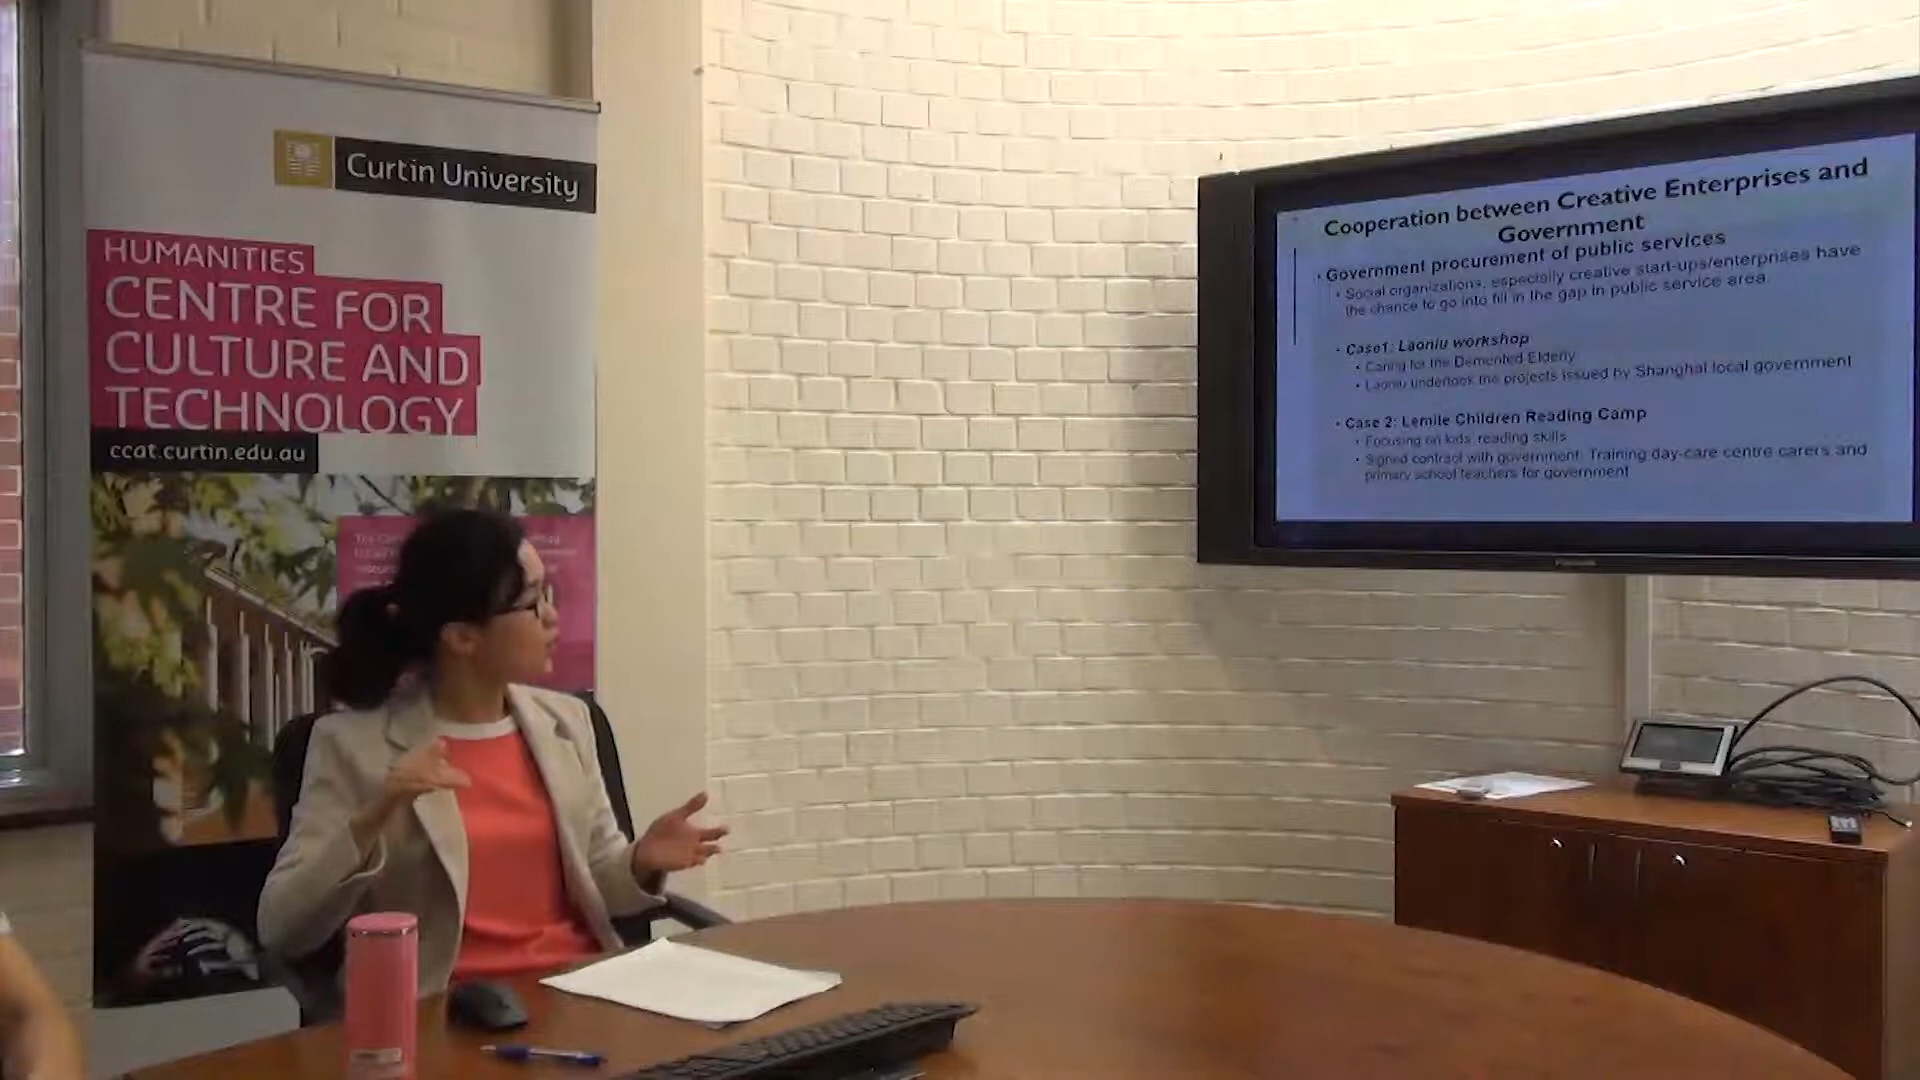 Curtin University
HUMANITIES
CENTRE FOR
CULTURE AND
TECHNOLOGY
ccat.curtin.edu.au
Cooperation between Creative Enterprises and
Government
• Government procurement of public services
• Social organizations, especially creative start-ups/enterprises have
the chance to go into fill in the gap in public service area.
• Case1: Laoniu workshop
• Caring for the Demented Elderly
• Laoniu undertook the projects issued by Shanghai local government
• Case 2: Lemile Children Reading Camp
• Focusing on kids' reading skills
• Signed contract with government: Training day-care centre carers and
primary school teachers for government